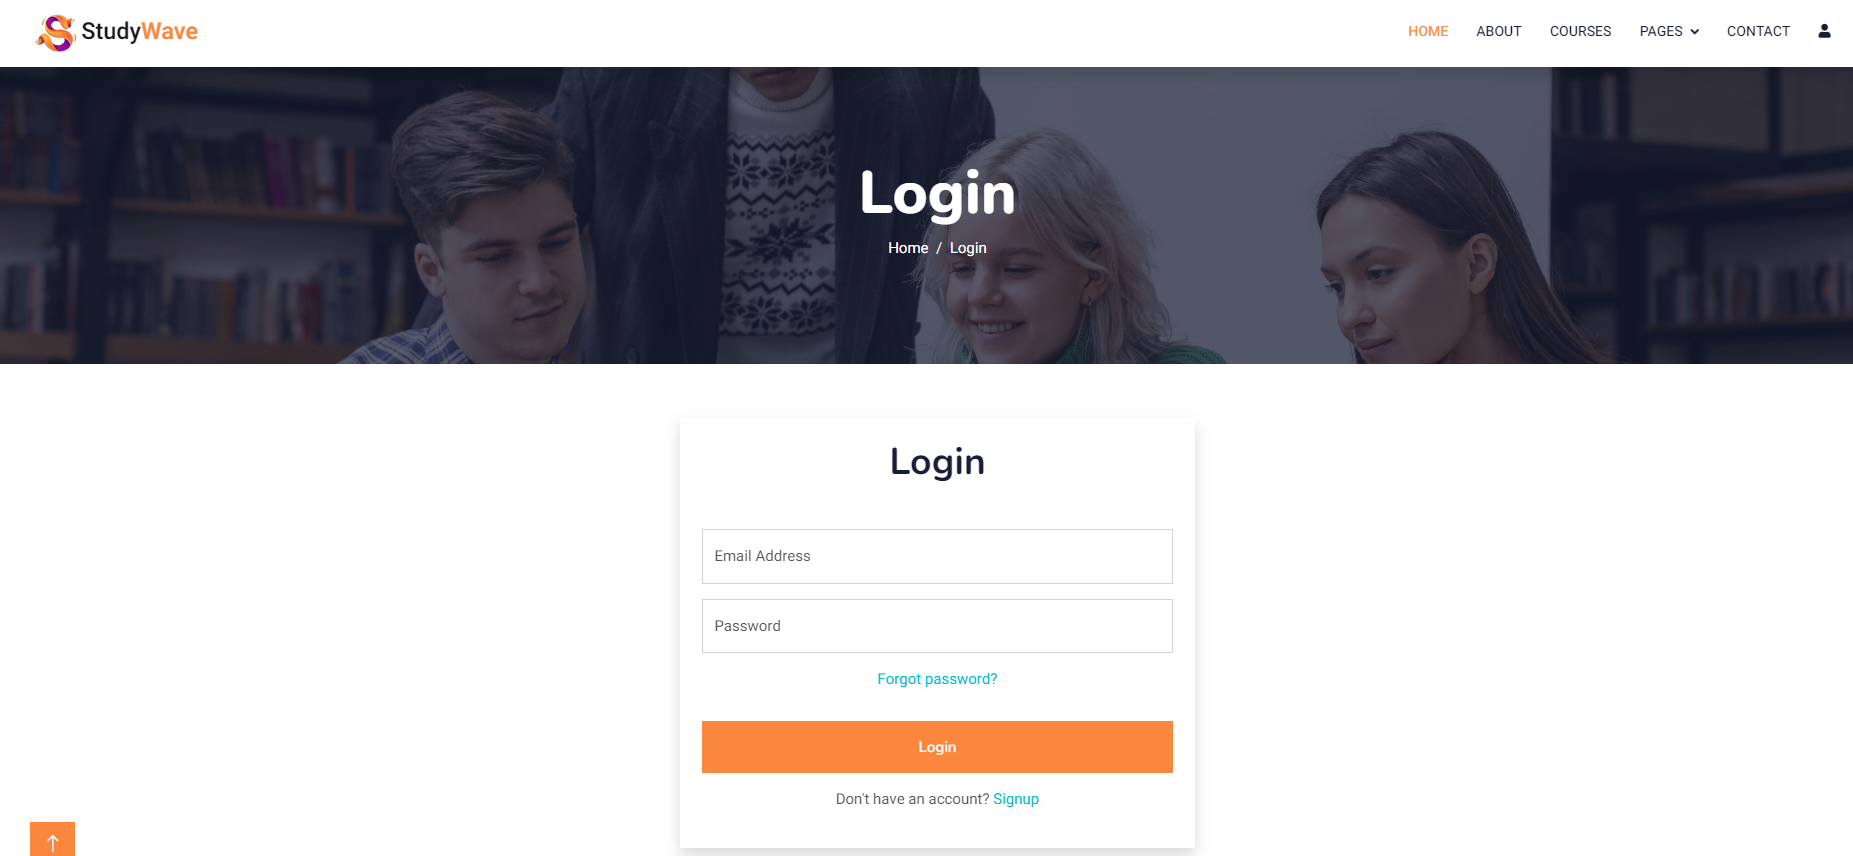 StudyWave
HOME ABOUT COURSES PAGES CONTACT
Login
Home / Login
Login
Email Address
Password
Forgot password?
Login
Don't have an account? Signup